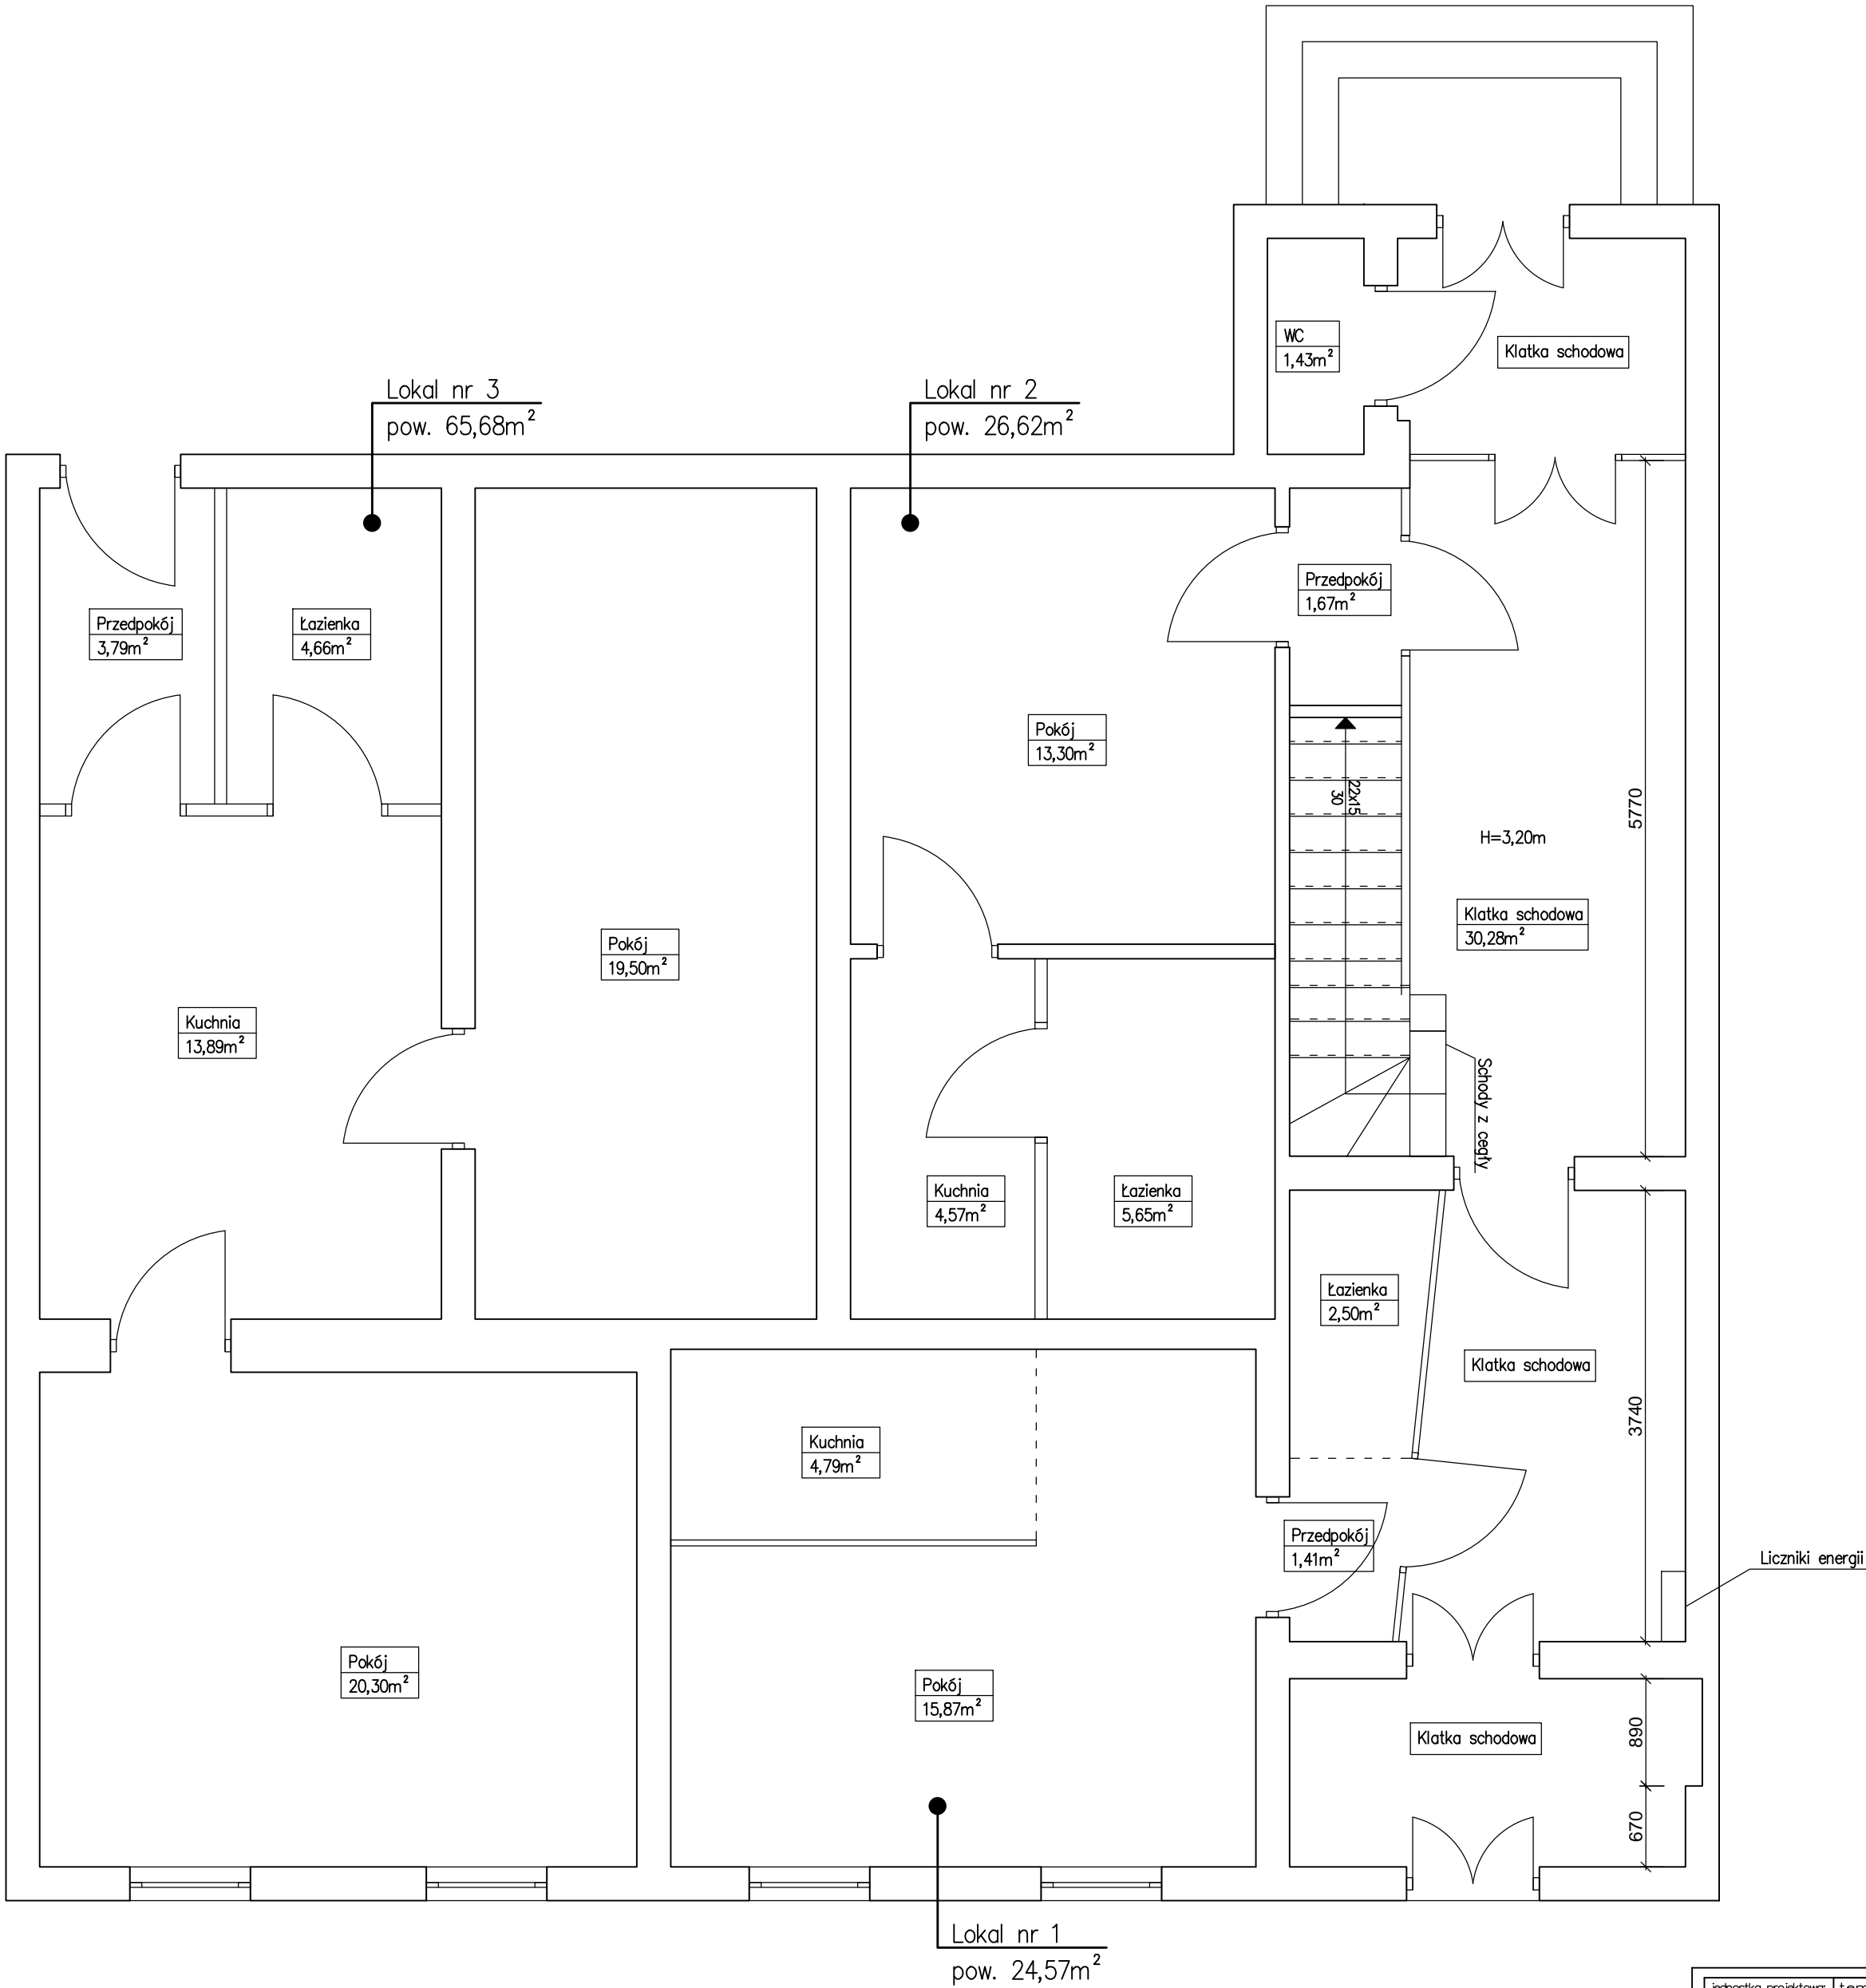 WC
1,43m²
Klatka schodowa
Lokal nr 3
pow. 65,68m²
Lokal nr 2
pow. 26,62m²
Przedpokój
3,79m²
Łazienka
4,66m²
Przedpokój
1,67m²
Pokój
13,30m²
22x15
30
5770
H=3,20m
Klatka schodowa
30,28m²
Pokój
19,50m²
Kuchnia
13,89m²
Schody z cegły
Kuchnia
4,57m²
Łazienka
5,65m²
Łazienka
2,50m²
Klatka schodowa
3740
Kuchnia
4,79m²
Przedpokój
1,41m²
Liczniki energii
Pokój
20,30m²
Pokój
15,87m²
Klatka schodowa
890
670
Lokal nr 1
pow. 24,57m²